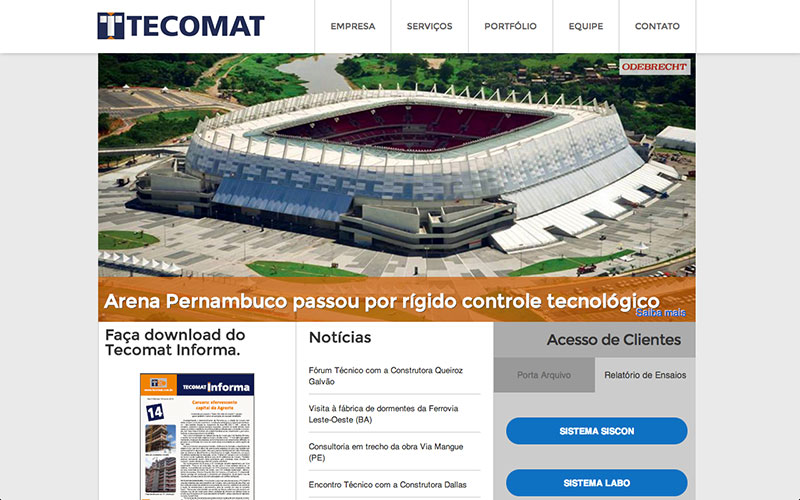 TECOMAT
EMPRESA
SERVIÇOS
PORTFÓLIO
EQUIPE
CONTATO
ODEBRECHT
Arena Pernambuco passou por rígido controle tecnológico
Saiba mais
Faça download do
Tecomat Informa.
TECOMAT Informa
14
Notícias
Fórum Técnico com a Construtora Queiroz
Galvão
Visita à fábrica de dormentes da Ferrovia
Leste-Oeste (BA)
Consultoria em trecho da obra Via Mangue
(PE)
Encontro Técnico com a Construtora Dallas
Acesso de Clientes
Porta Arquivo
Relatório de Ensaios
SISTEMA SISCON
SISTEMA LABO